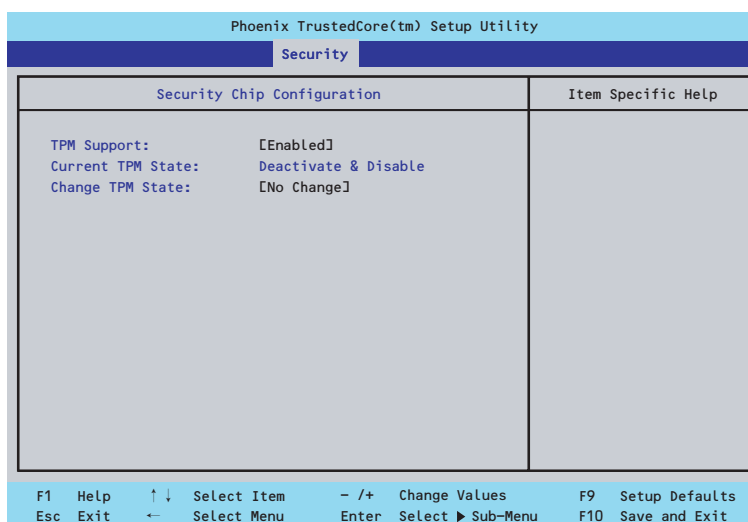 Phoenix TrustedCore(tm) Setup Utility
Security
Security Chip Configuration
Item Specific Help
TPM Support: [Enabled]
Current TPM State: Deactivate & Disable
Change TPM State: [No Change]
F1 Help ↑↓ Select Item - /+ Change Values F9 Setup Defaults
Esc Exit ← Select Menu Enter Select ▶ Sub-Menu F10 Save and Exit